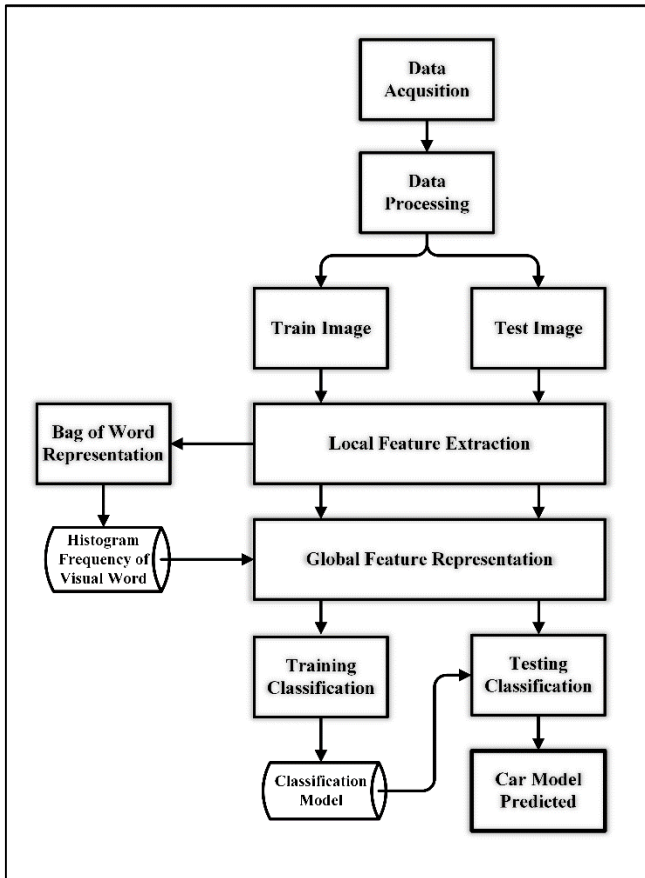 Data
Acqusition
Data
Processing
Train Image
Test Image
Bag of Word
Representation
Local Feature Extraction
Histogram
Frequency of
Visual Word
Global Feature Representation
Training
Classification
Testing
Classification
Classification
Model
Car Model
Predicted